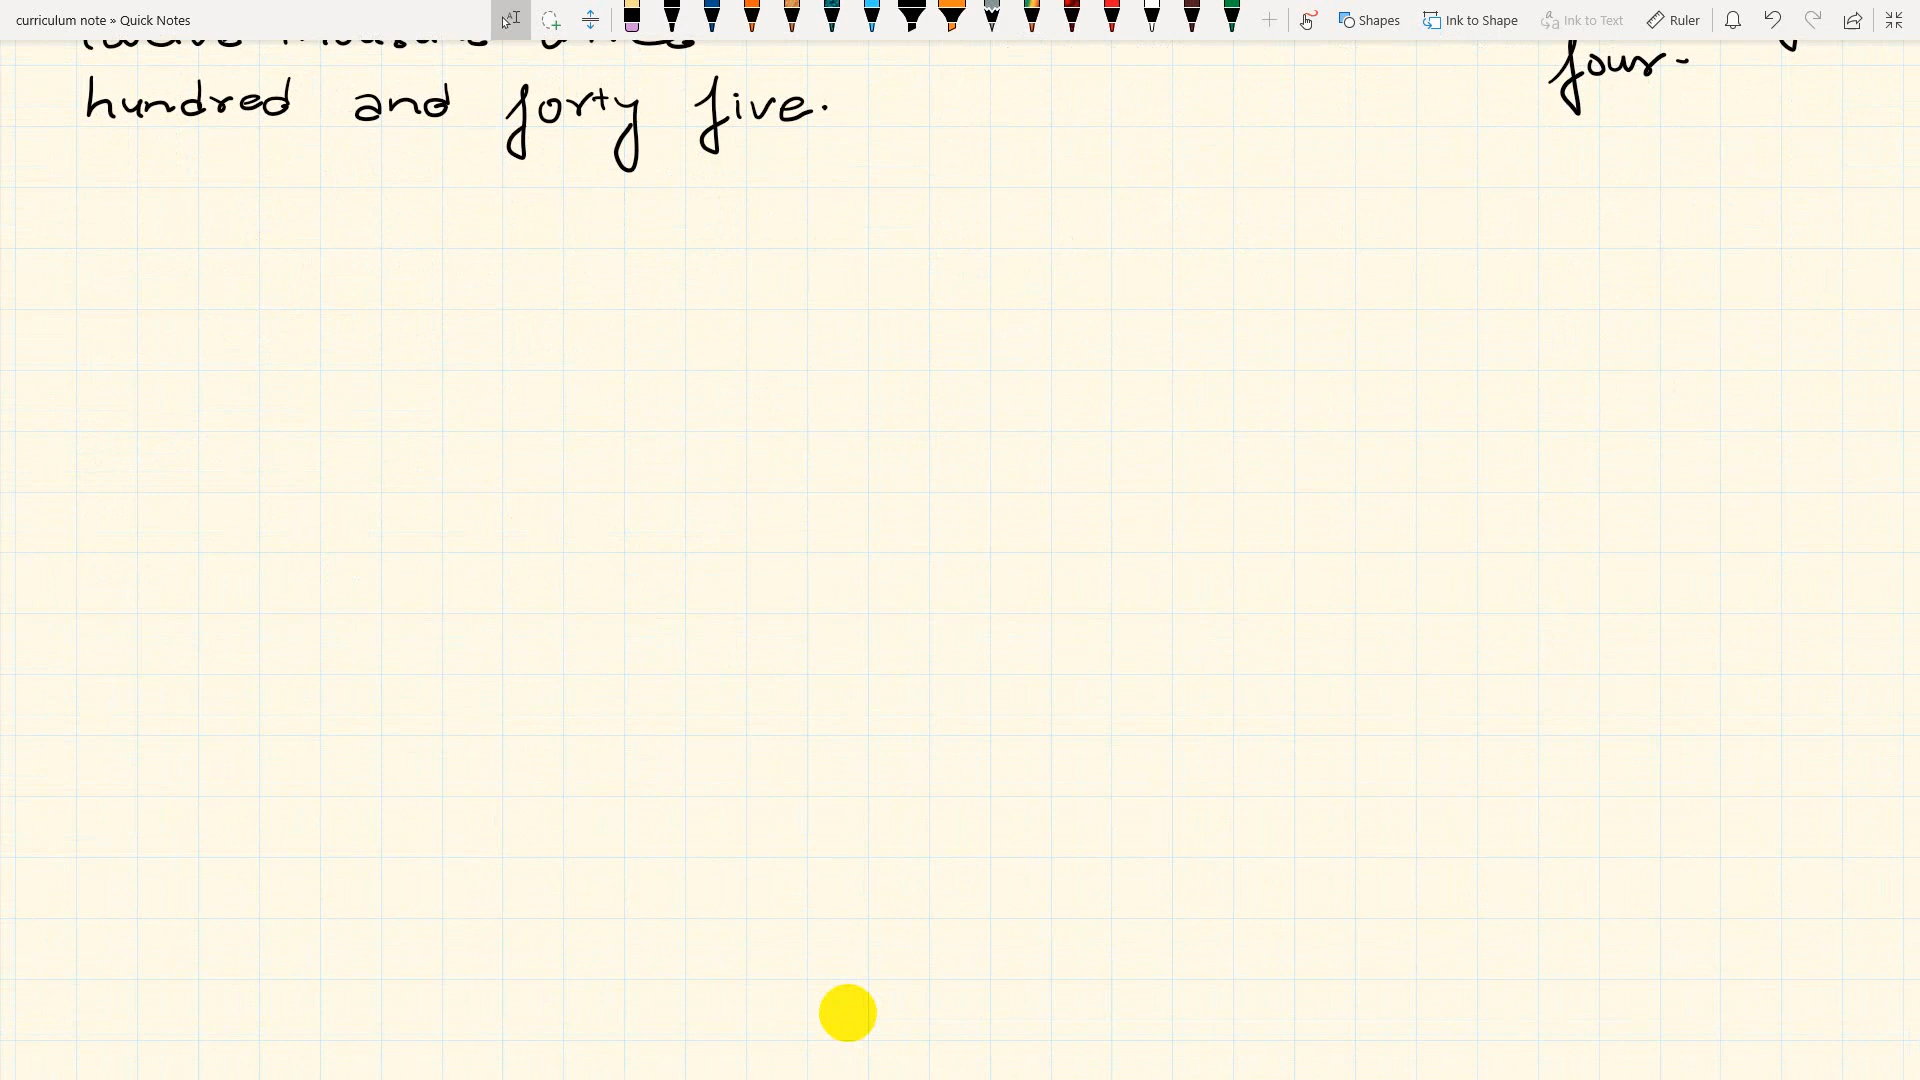 curriculum note » Quick Notes
Shapes
Ink to Shape
Ink to Text
Ruler
four-
hundred and forty five.